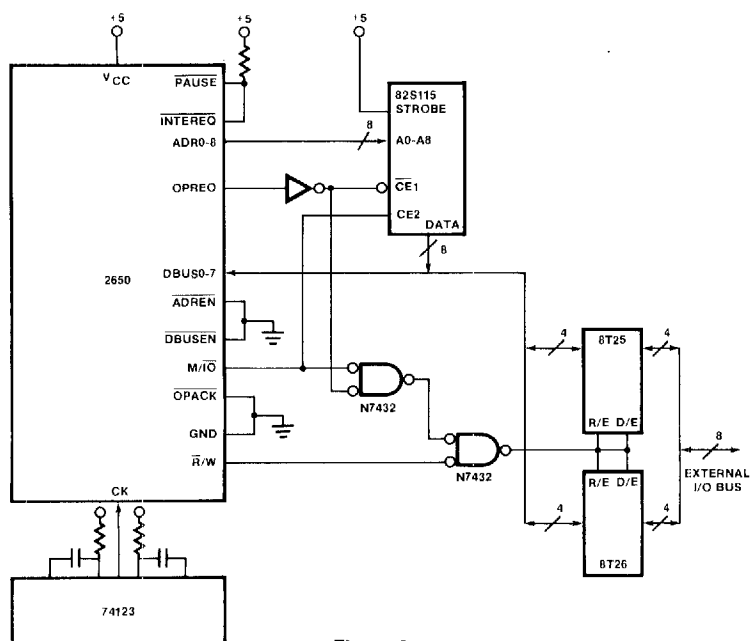 +5
+5
+5
VCC
PAUSE
INTEREQ
ADR0-8
OPREQ
DBUS0-7
2650
ADREN
DBUSEN
M/IO
OPACK
GND
R/W
CK
74123
82S115
STROBE
8
A0-A8
CE1
CE2
DATA
8
N7432
N7432
4
8T25
4
R/E D/E
R/E D/E
8
EXTERNAL
I/O BUS
4
4
8T26